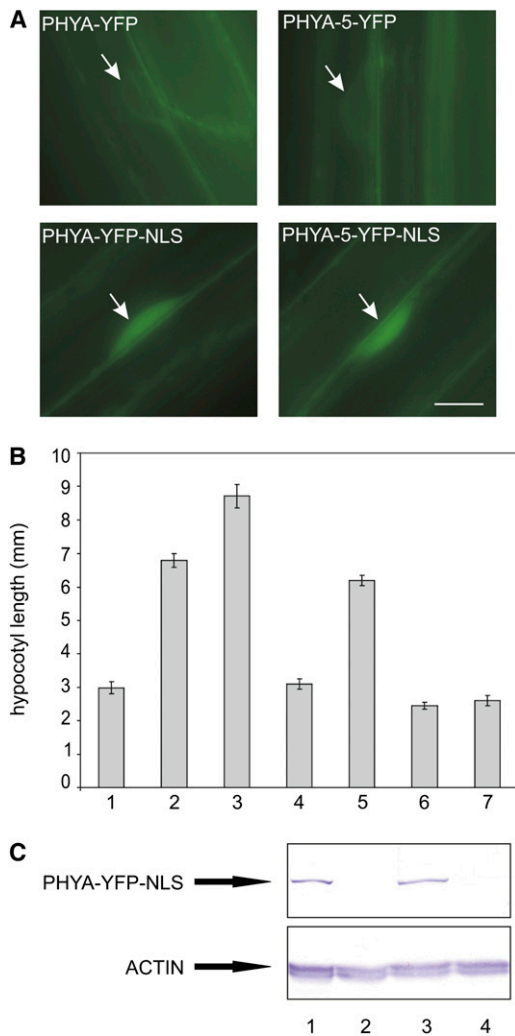 A
PHYA-YFP
PHYA-5-YFP
PHYA-YFP-NLS
PHYA-5-YFP-NLS
B
hypocotyl length (mm)
10
9
8
7
6
5
4
3
2
1
0
1 2 3 4 5 6 7
C
PHYA-YFP-NLS
ACTIN
1 2 3 4